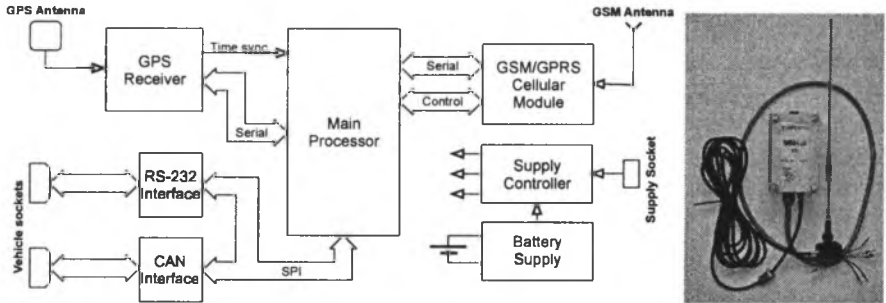 GPS Antenna
GSM Antenna
GPS
Receiver
Time sync.
Serial
Main
Processor
Serial
Control
GSM/GPRS
Cellular
Module
RS-232
Interface
CAN
Interface
SPI
Vehicle sockets
Supply
Controller
Supply Socket
Battery
Supply